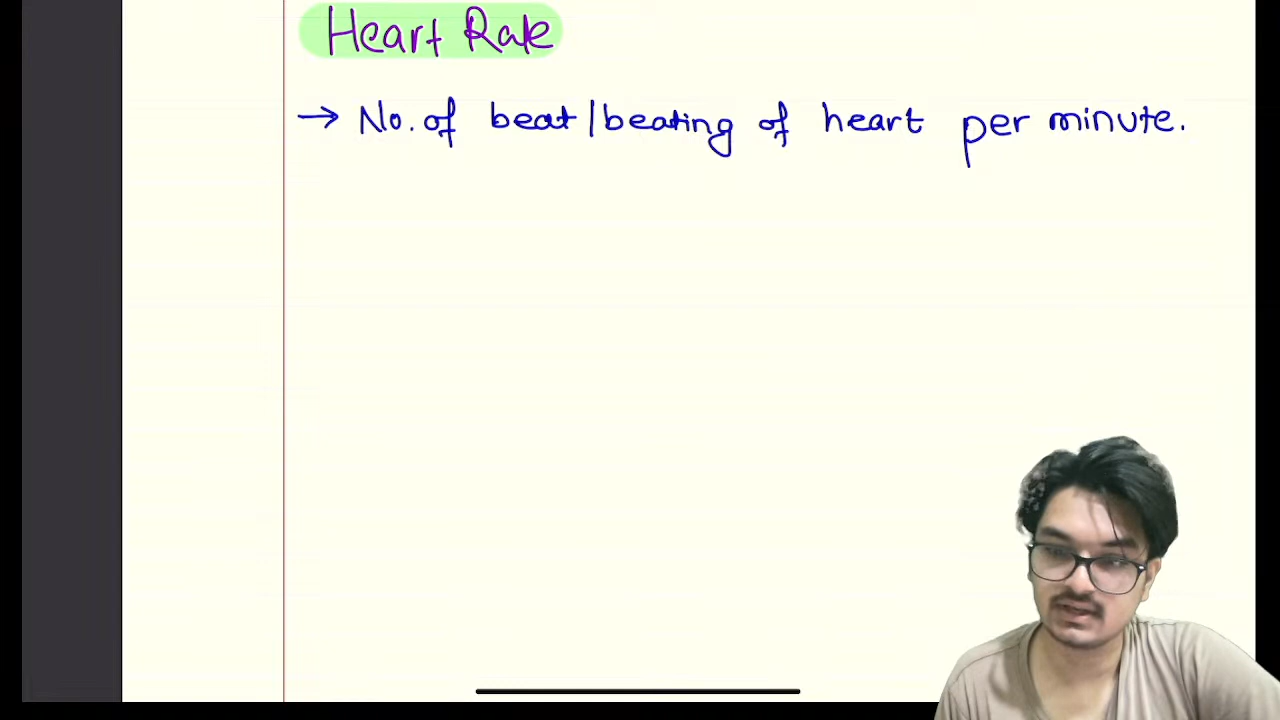 Heart Rate
→ No. of beat/beating of heart per minute.